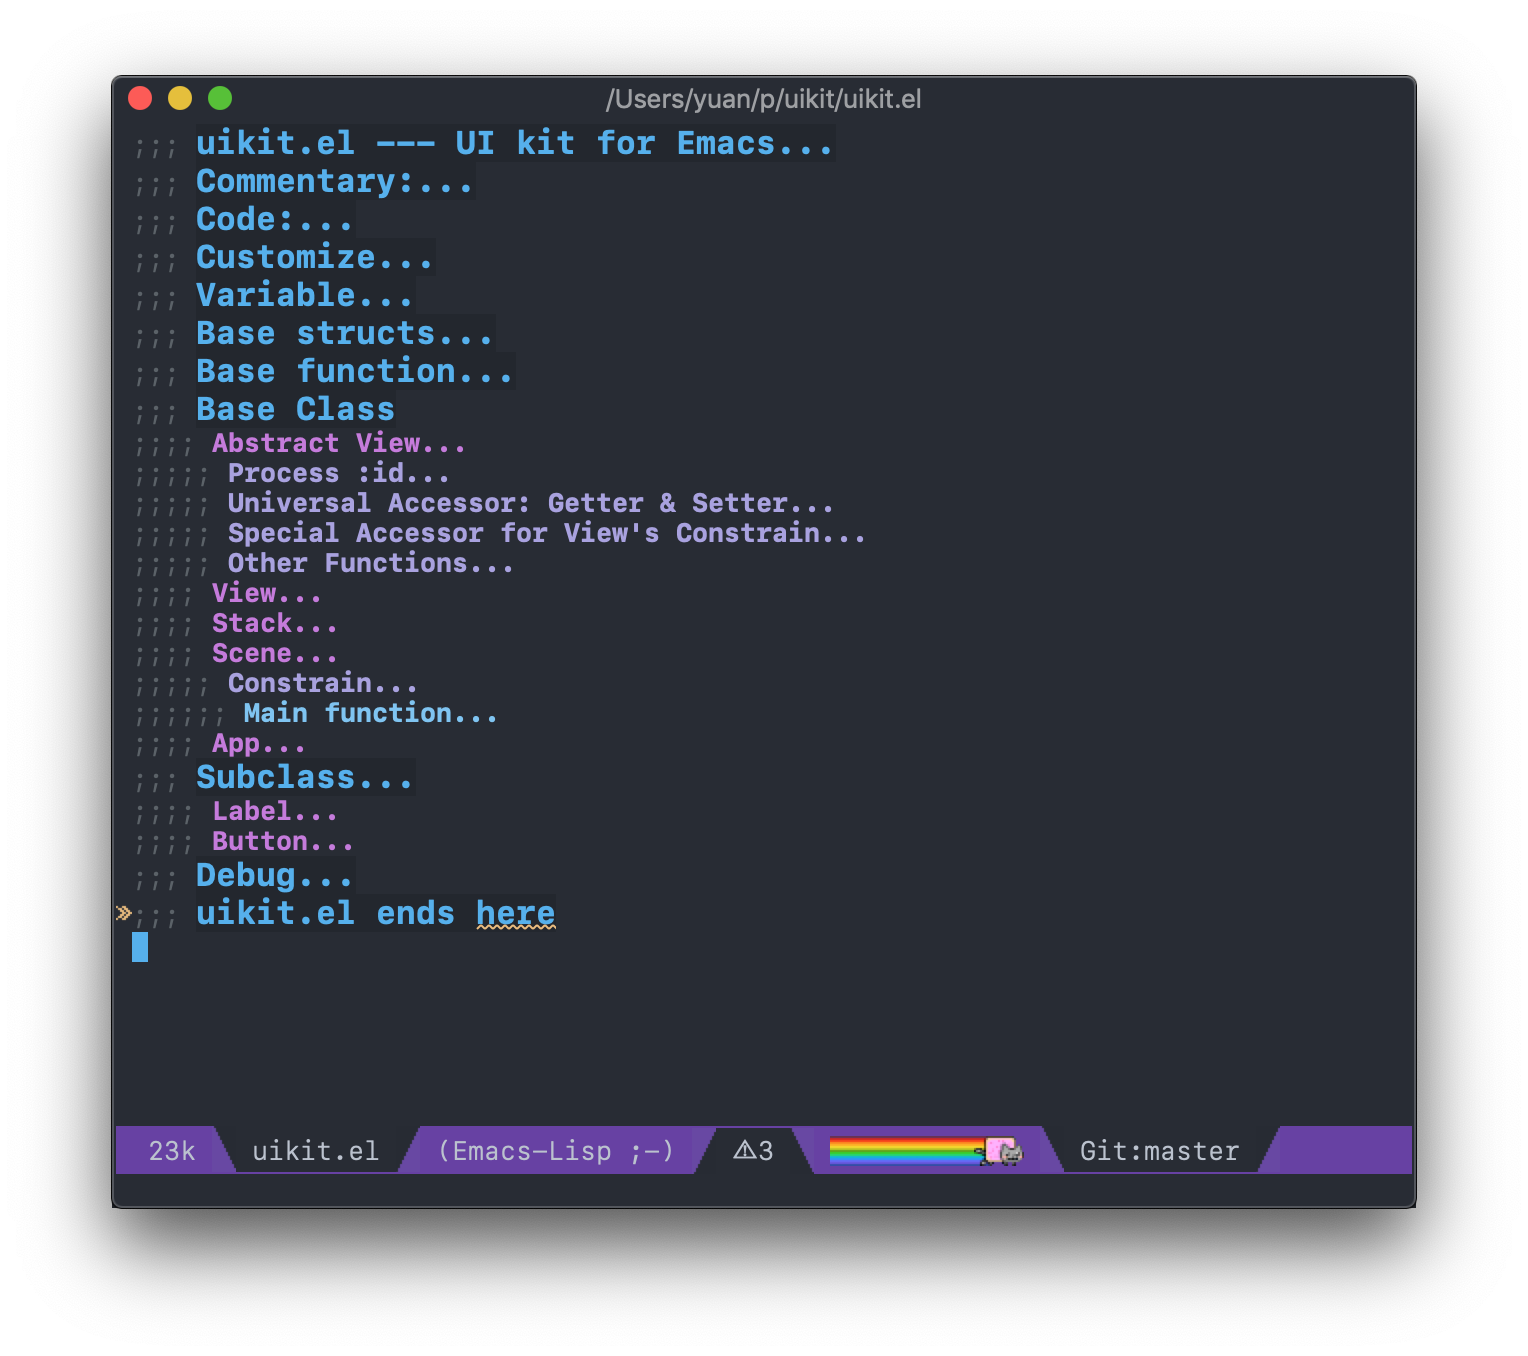 /Users/yuan/p/uikit/uikit.el
;;; uikit.el --- UI kit for Emacs...
;;; Commentary:...
;;; Code:...
;;; Customize...
;;; Variable...
;;; Base structs...
;;; Base function...
;;; Base Class
;;;; Abstract View...
;;;;; Process :id...
;;;;; Universal Accessor: Getter & Setter...
;;;;; Special Accessor for View's Constrain...
;;;;; Other Functions...
;;;; View...
;;;; Stack...
;;;; Scene...
;;;;; Constrain...
;;;;;; Main function...
;;;; App...
;;; Subclass...
;;;; Label...
;;;; Button...
;;; Debug...
»;;; uikit.el ends here
23k uikit.el (Emacs-Lisp ;-) ⚠3 Git:master